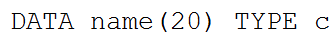 DATA name(20) TYPE c